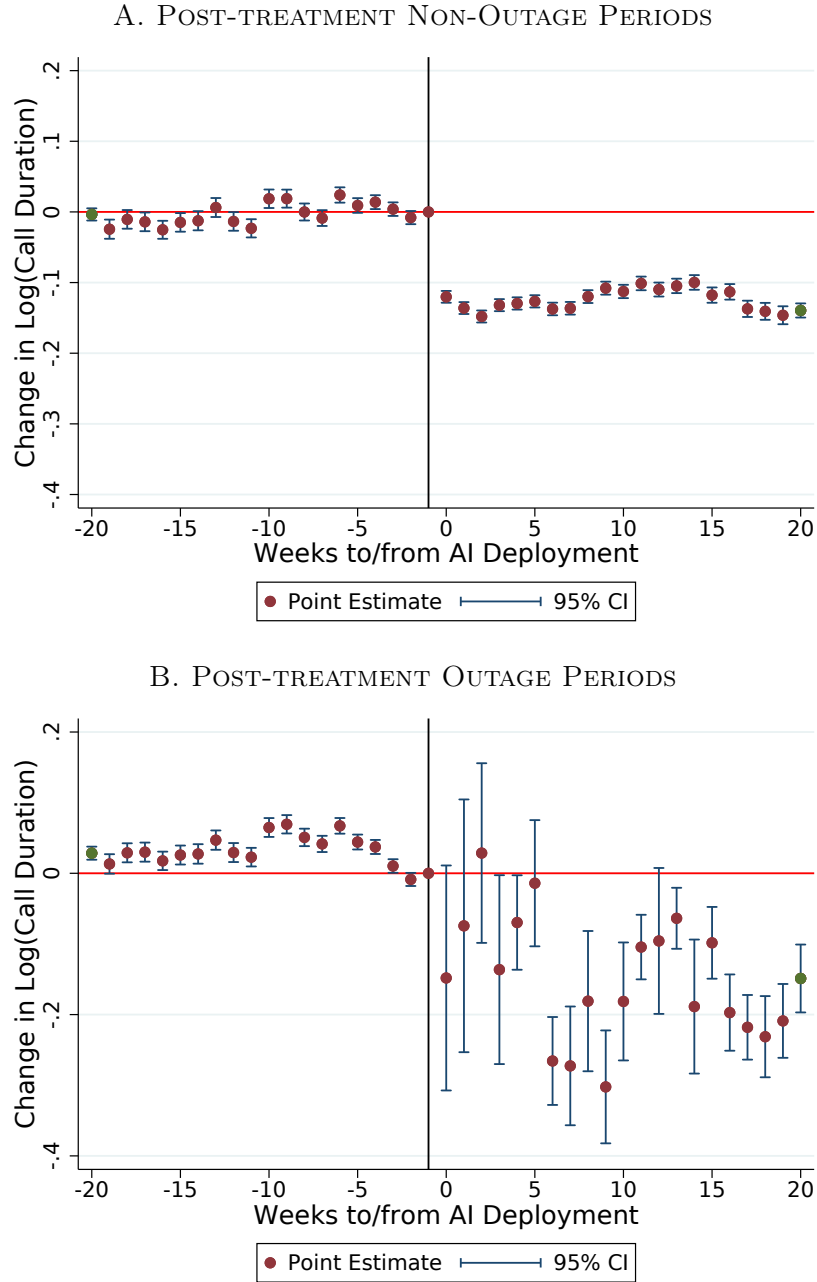 A. Post-treatment Non-Outage Periods
Change in Log(Call Duration)
.2
.1
0
-.1
-.2
-.3
-.4
-20 -15 -10 -5 0 5 10 15 20
Weeks to/from AI Deployment
Point Estimate 95% CI
B. Post-treatment Outage Periods
Change in Log(Call Duration)
.2
0
-.2
-.4
-20 -15 -10 -5 0 5 10 15 20
Weeks to/from AI Deployment
Point Estimate 95% CI